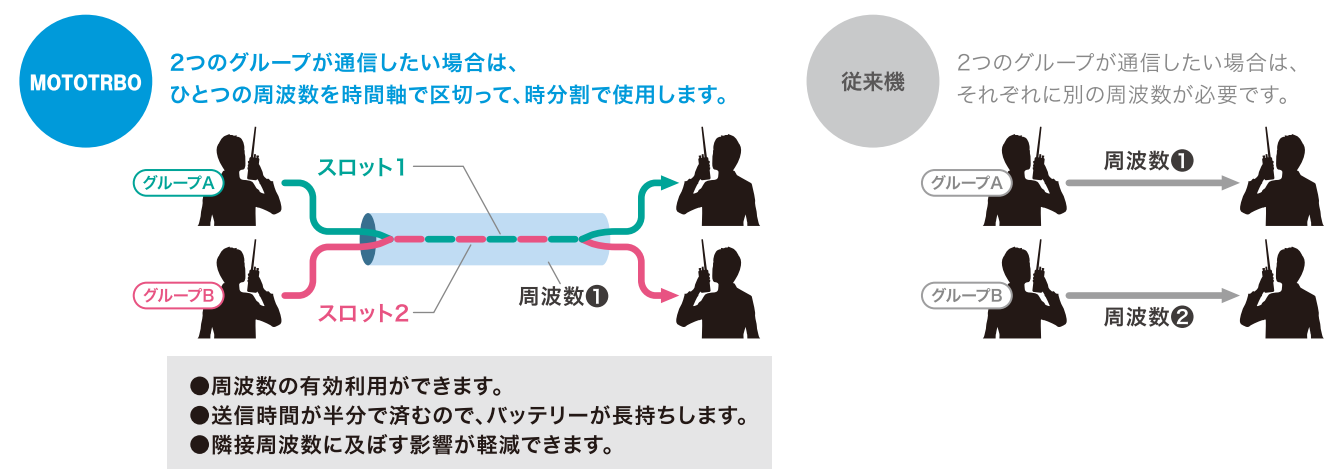 MOTOTRBO
2つのグループが通信したい場合は、
ひとつの周波数を時間軸で区切って、時分割で使用します。
グループA
スロット1
グループB
スロット2
周波数❶
●周波数の有効利用ができます。
●送信時間が半分で済むので、バッテリーが長持ちします。
●隣接周波数に及ぼす影響が軽減できます。
従来機
2つのグループが通信したい場合は、
それぞれに別の周波数が必要です。
グループA
周波数❶
グループB
周波数❷